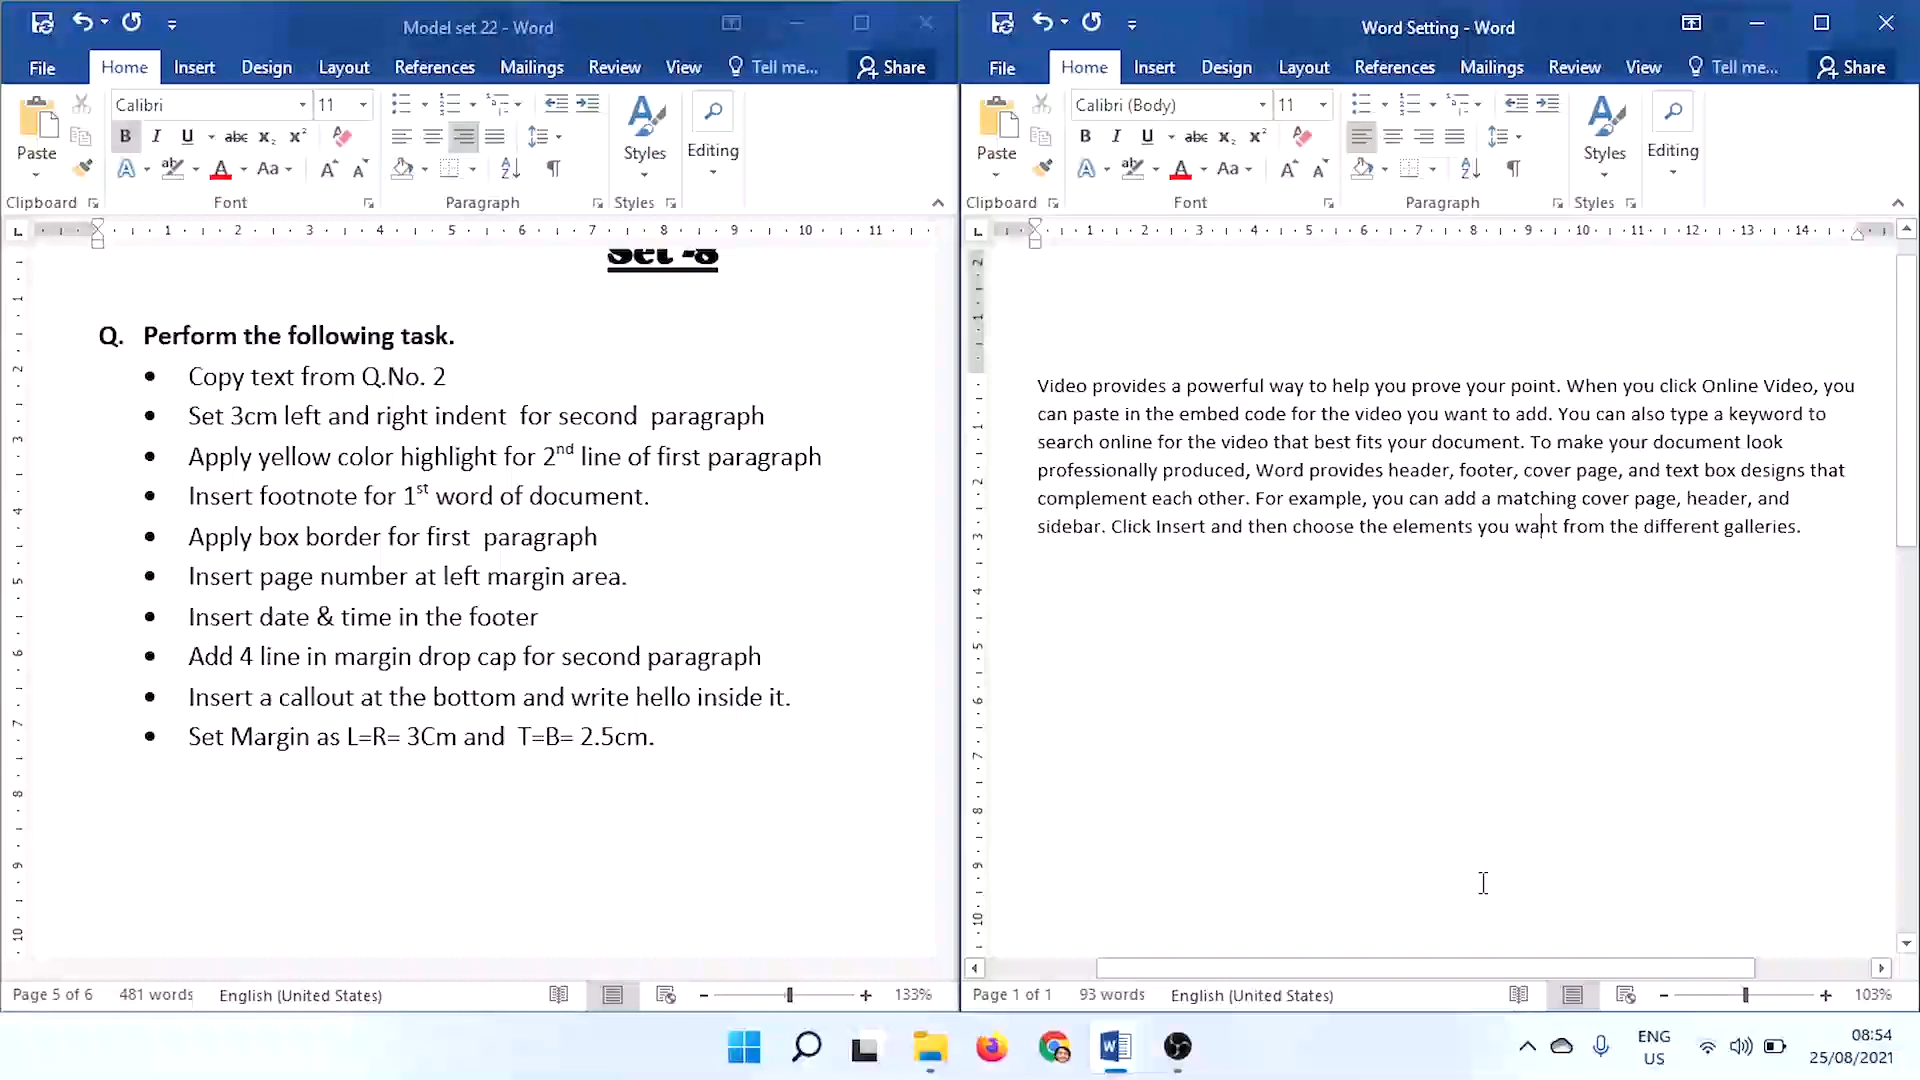 Model set 22 - Word
File Home Insert Design Layout References Mailings Review View Tell me... Share
Paste Calibri 11 Styles Editing
Clipboard Font Paragraph Styles
Set -8
Q. Perform the following task.
• Copy text from Q.No. 2
• Set 3cm left and right indent for second paragraph
• Apply yellow color highlight for 2nd line of first paragraph
• Insert footnote for 1st word of document.
• Apply box border for first paragraph
• Insert page number at left margin area.
• Insert date & time in the footer
• Add 4 line in margin drop cap for second paragraph
• Insert a callout at the bottom and write hello inside it.
• Set Margin as L=R= 3Cm and T=B= 2.5cm.
Page 5 of 6 481 words English (United States) 133%
Word Setting - Word
File Home Insert Design Layout References Mailings Review View Tell me... Share
Paste Calibri (Body) 11 Styles Editing
Clipboard Font Paragraph Styles
Video provides a powerful way to help you prove your point. When you click Online Video, you
can paste in the embed code for the video you want to add. You can also type a keyword to
search online for the video that best fits your document. To make your document look
professionally produced, Word provides header, footer, cover page, and text box designs that
complement each other. For example, you can add a matching cover page, header, and
sidebar. Click Insert and then choose the elements you want from the different galleries.
Page 1 of 1 93 words English (United States) 103%
ENG
US
08:54
25/08/2021